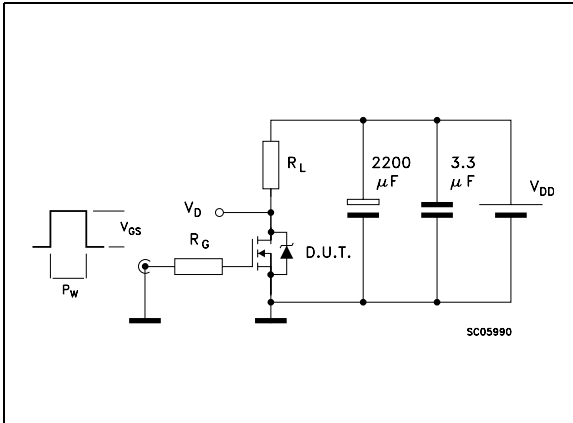 R_L
2200 μF
3.3 μF
V_DD
V_D
V_GS
R_G
D.U.T.
P_W
SC05990